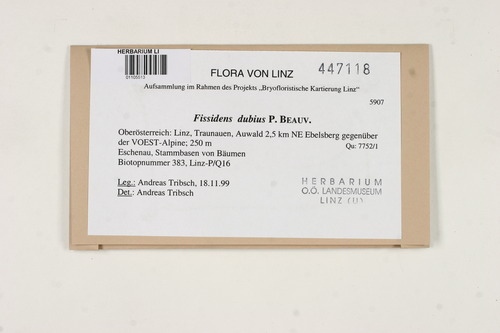 HERBARIUM LI
FLORA VON LINZ
447118
Aufsammlung im Rahmen des Projekts „Bryofloristische Kartierung Linz“
5907
Fissidens dubius P. BEAUV.
Oberösterreich: Linz, Traunauen, Auwald 2,5 km NE Ebelsberg gegenüber
der VOEST-Alpine; 250 m
Qu: 7752/1
Eschenau, Stammbasen von Bäumen
Biotopnummer 383, Linz-P/Q16
Leg.: Andreas Tribsch, 18.11.99
Det.: Andreas Tribsch
HERBARIUM
O.Ö. LANDESMUSEUM
LINZ (LI)